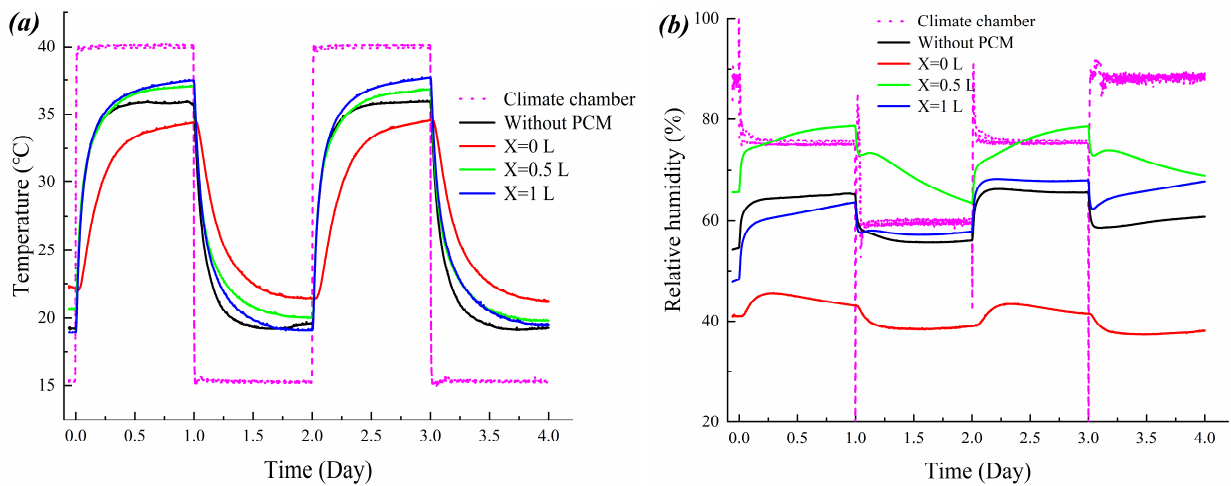 (a)
40
35
30
25
20
15
Temperature (°C)
0.0 0.5 1.0 1.5 2.0 2.5 3.0 3.5 4.0
Time (Day)
Climate chamber
Without PCM
X=0 L
X=0.5 L
X=1 L
(b)
100
80
60
40
20
Relative humidity (%)
0.0 0.5 1.0 1.5 2.0 2.5 3.0 3.5 4.0
Time (Day)
Climate chamber
Without PCM
X=0 L
X=0.5 L
X=1 L